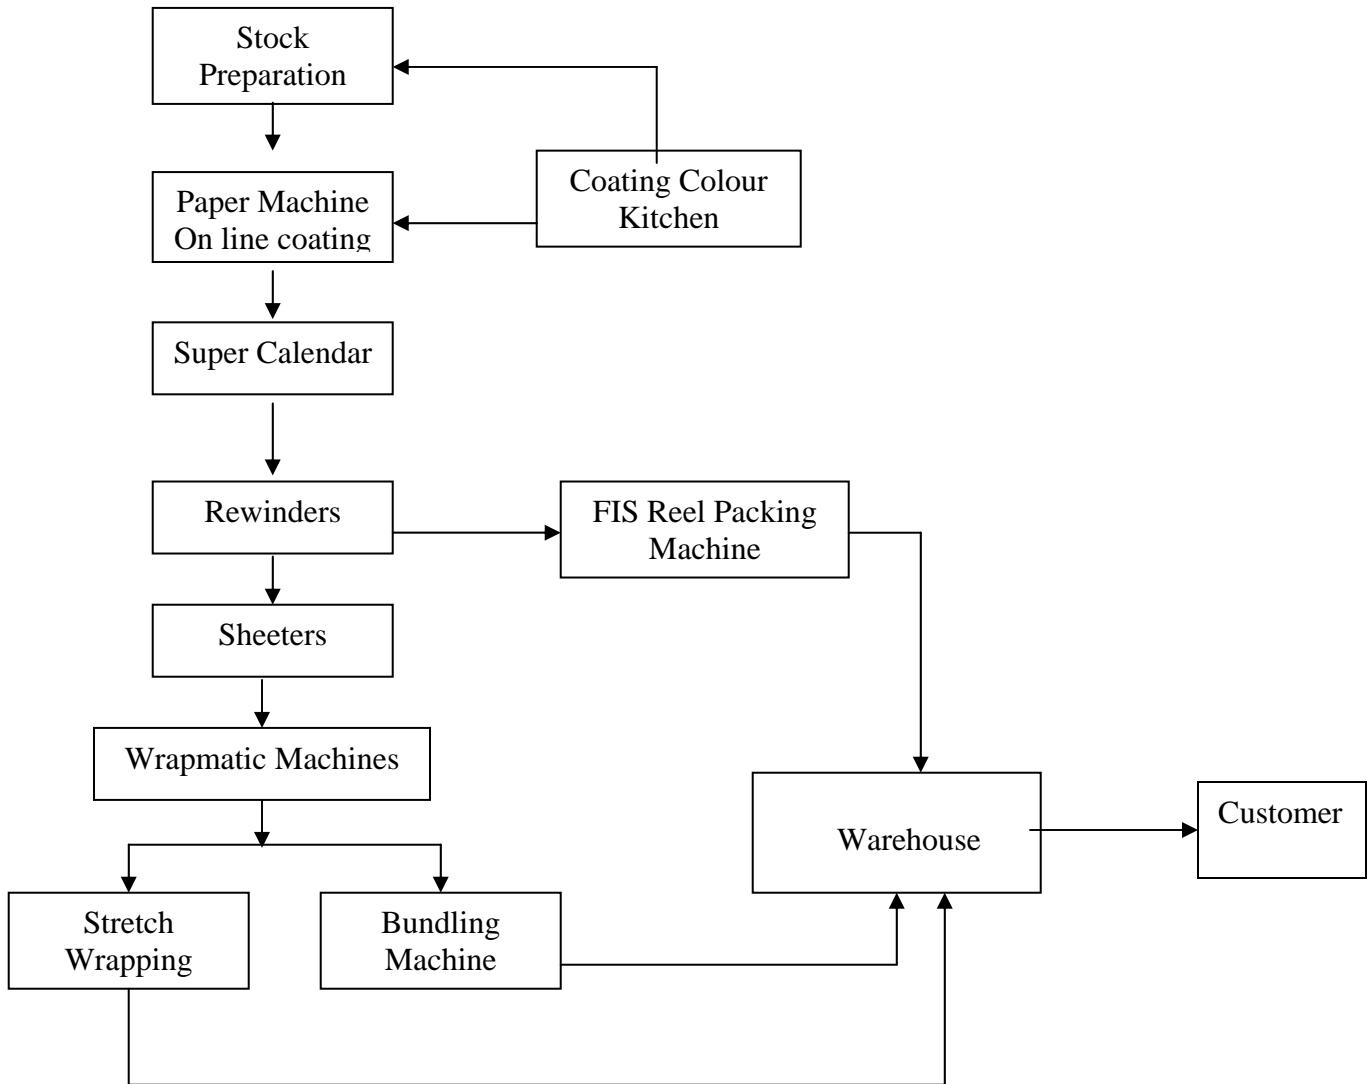 Stock
Preparation
Coating Colour
Kitchen
Paper Machine
On line coating
Super Calendar
Rewinders
FIS Reel Packing
Machine
Sheeters
Wrapmatic Machines
Warehouse
Customer
Stretch
Wrapping
Bundling
Machine